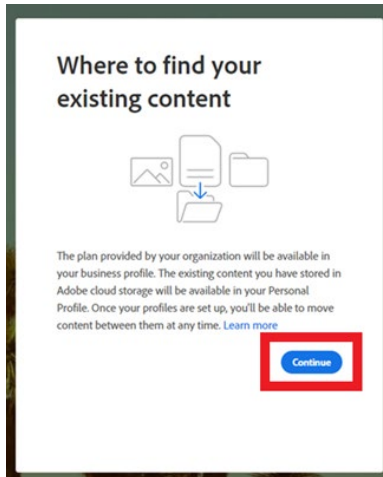 Where to find your
existing content
The plan provided by your organization will be available in
your business profile. The existing content you have stored in
Adobe cloud storage will be available in your Personal
Profile. Once your profiles are set up, you'll be able to move
content between them at any time. Learn more
Continue